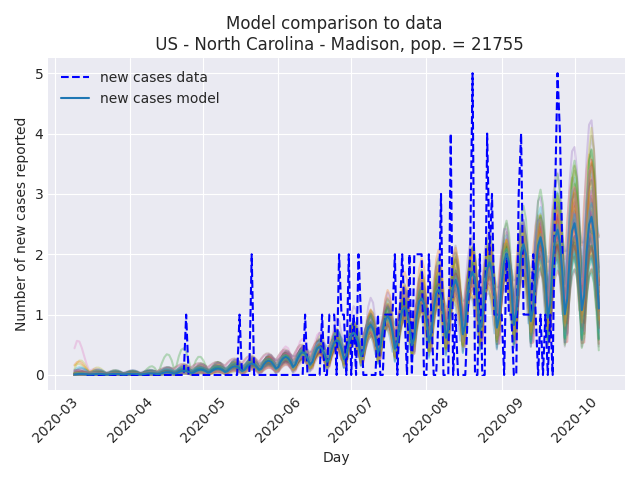 Model comparison to data
US - North Carolina - Madison, pop. = 21755
new cases data
new cases model
Number of new cases reported
5
4
3
2
1
0
2020-03
2020-04
2020-05
2020-06
2020-07
2020-08
2020-09
2020-10
Day